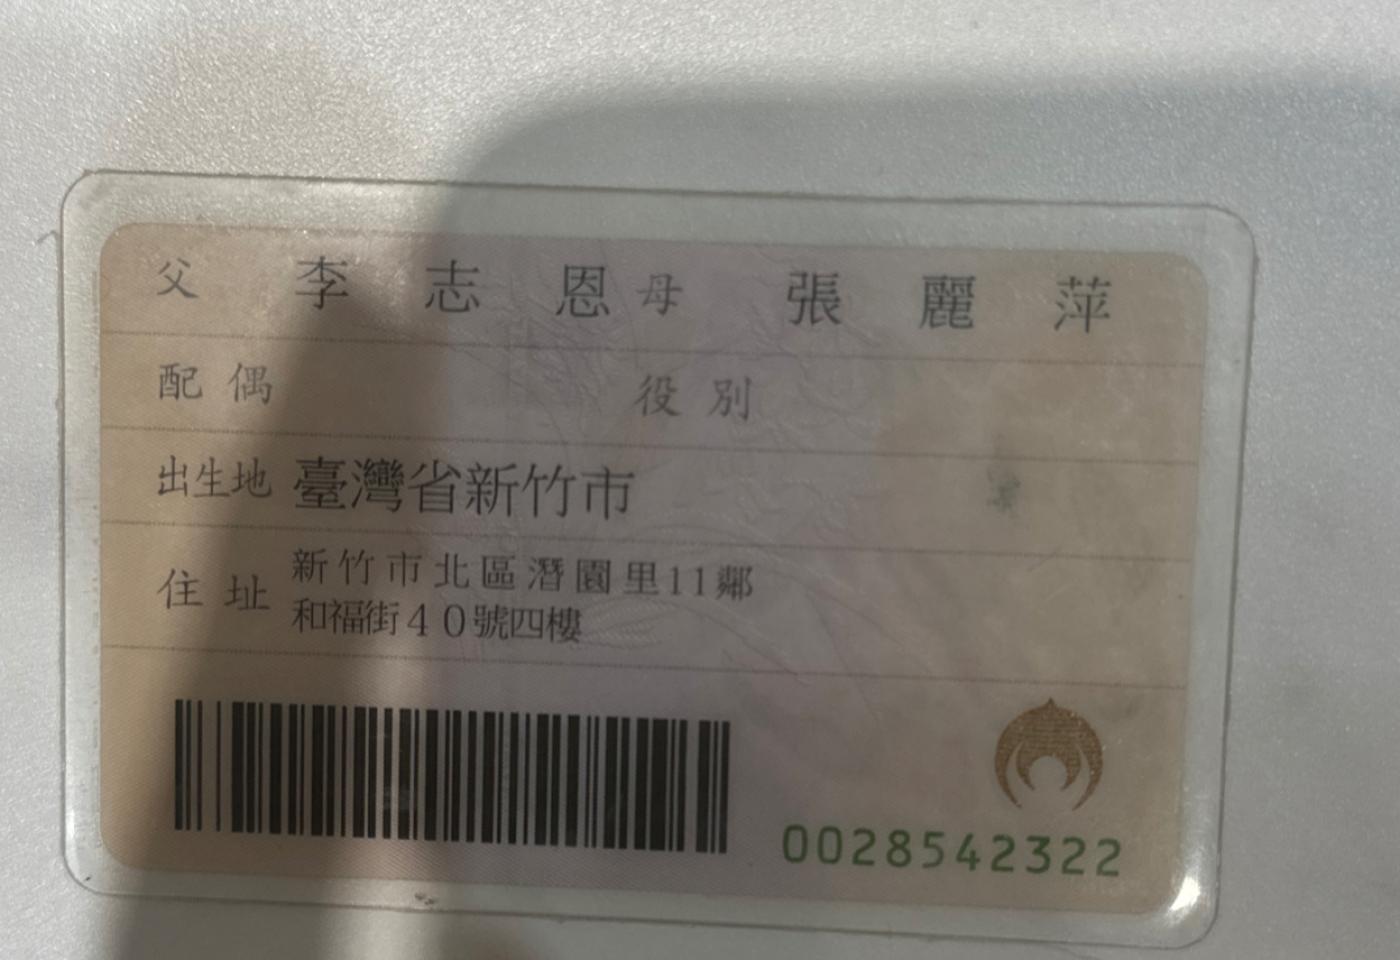 父 李志恩 母 張麗萍
配偶 役別
出生地 臺灣省新竹市
住址 新竹市北區潛園里11鄰
和福街40號四樓
0028542322